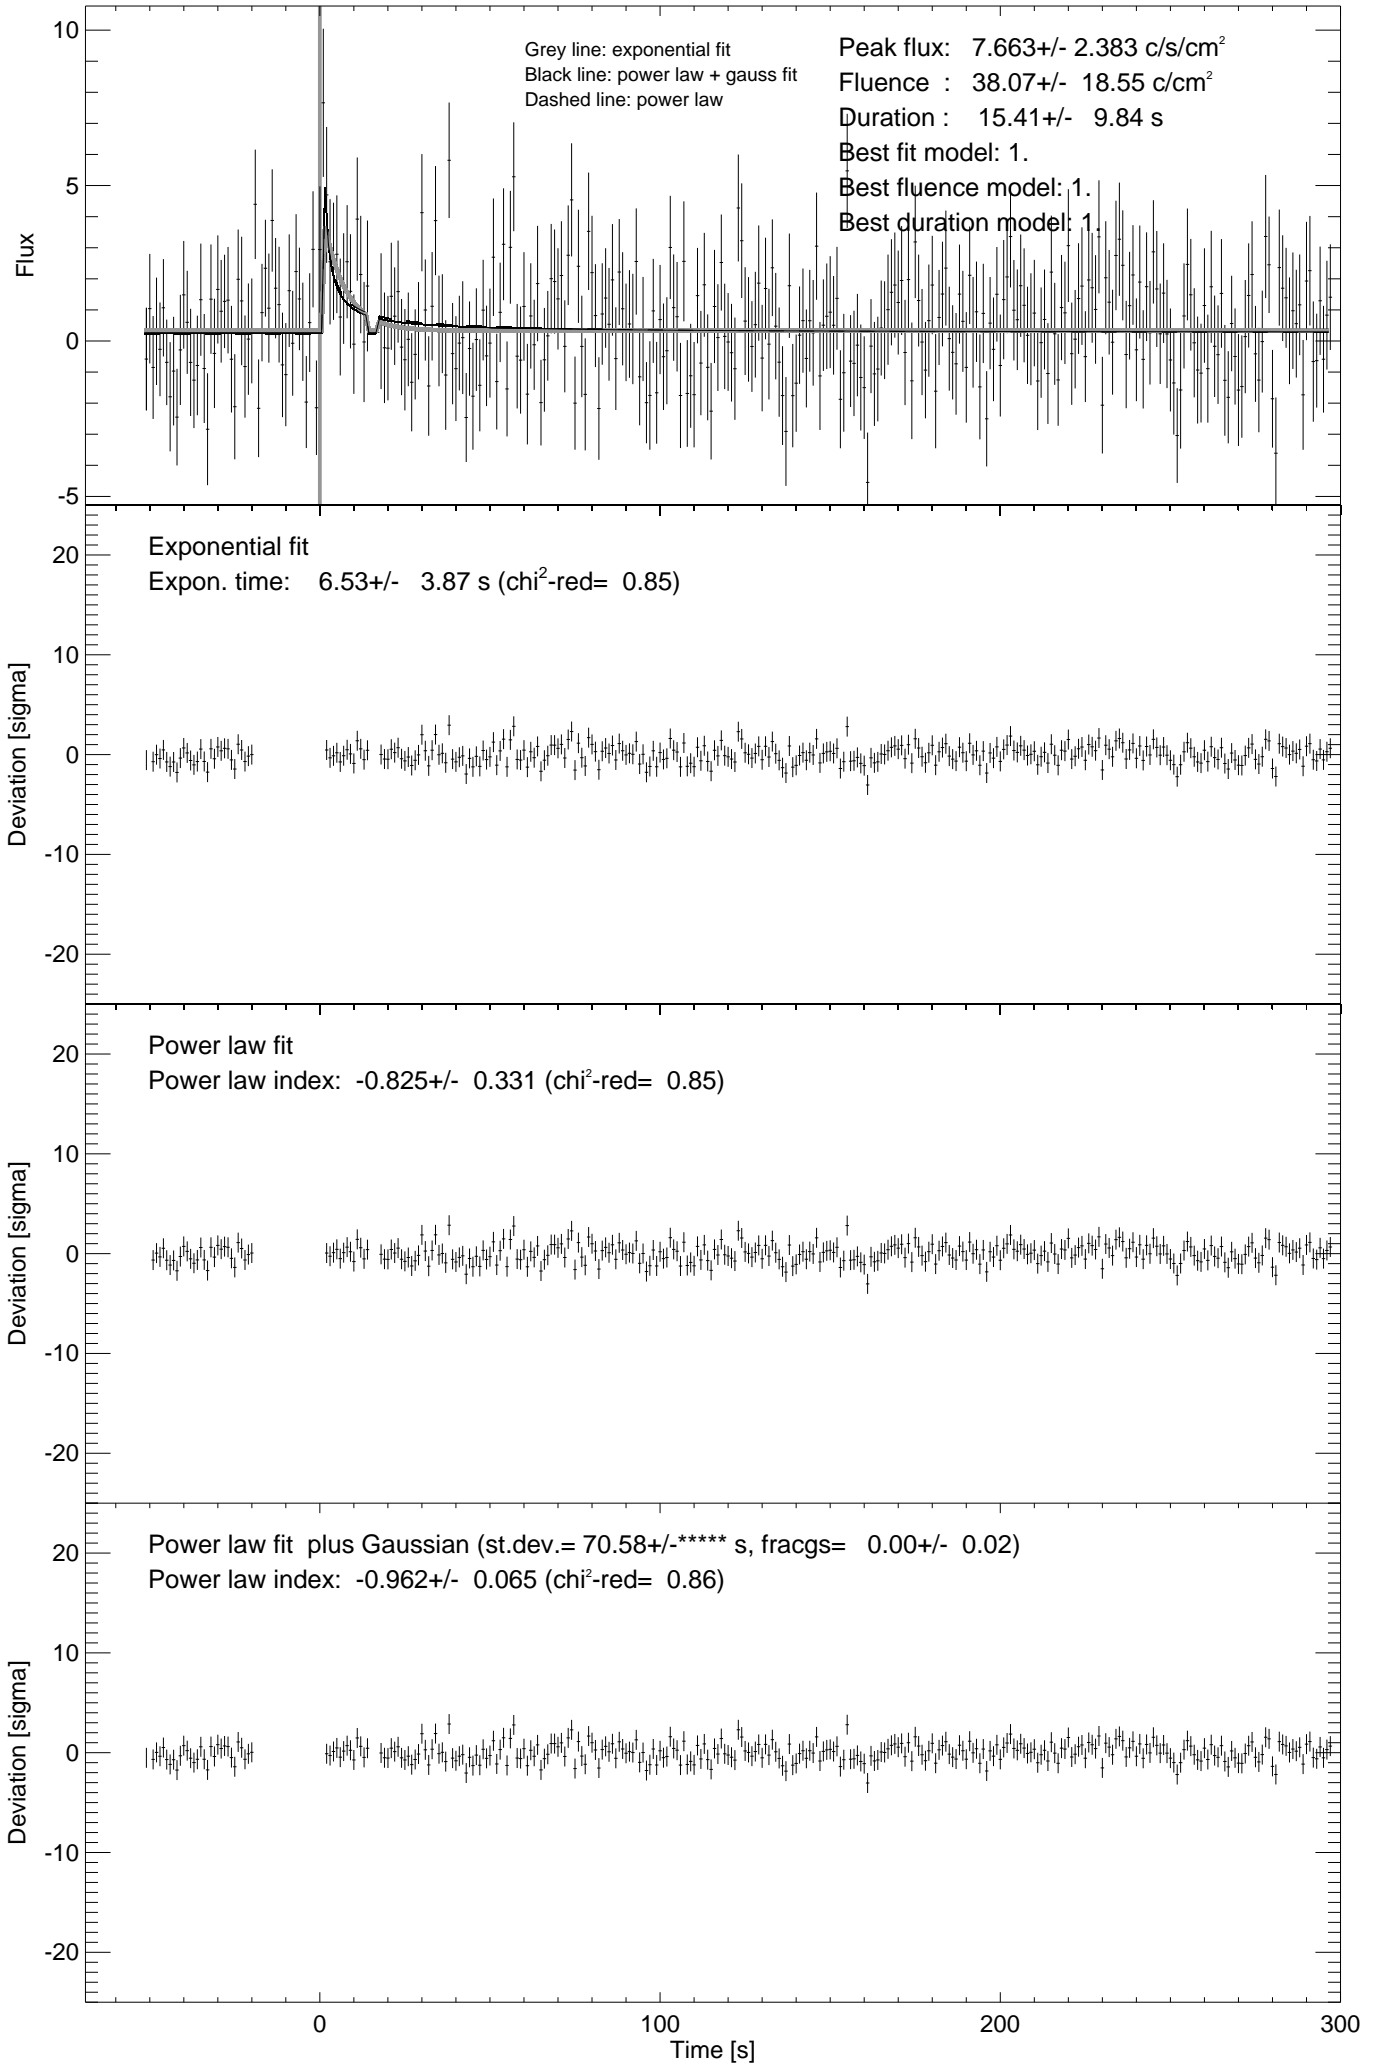 10
5
0
-5
Flux
Grey line: exponential fit
Black line: power law + gauss fit
Dashed line: power law
Peak flux: 7.663+/- 2.383 c/s/cm²
Fluence : 38.07+/- 18.55 c/cm²
Duration : 15.41+/- 9.84 s
Best fit model: 1.
Best fluence model: 1.
Best duration model: 1.
20
10
0
-10
-20
Deviation [sigma]
Exponential fit
Expon. time: 6.53+/- 3.87 s (chi²-red= 0.85)
20
10
0
-10
-20
Deviation [sigma]
Power law fit
Power law index: -0.825+/- 0.331 (chi²-red= 0.85)
20
10
0
-10
-20
Deviation [sigma]
Power law fit plus Gaussian (st.dev.= 70.58+/-***** s, fracgs= 0.00+/- 0.02)
Power law index: -0.962+/- 0.065 (chi²-red= 0.86)
0 100 200 300
Time [s]